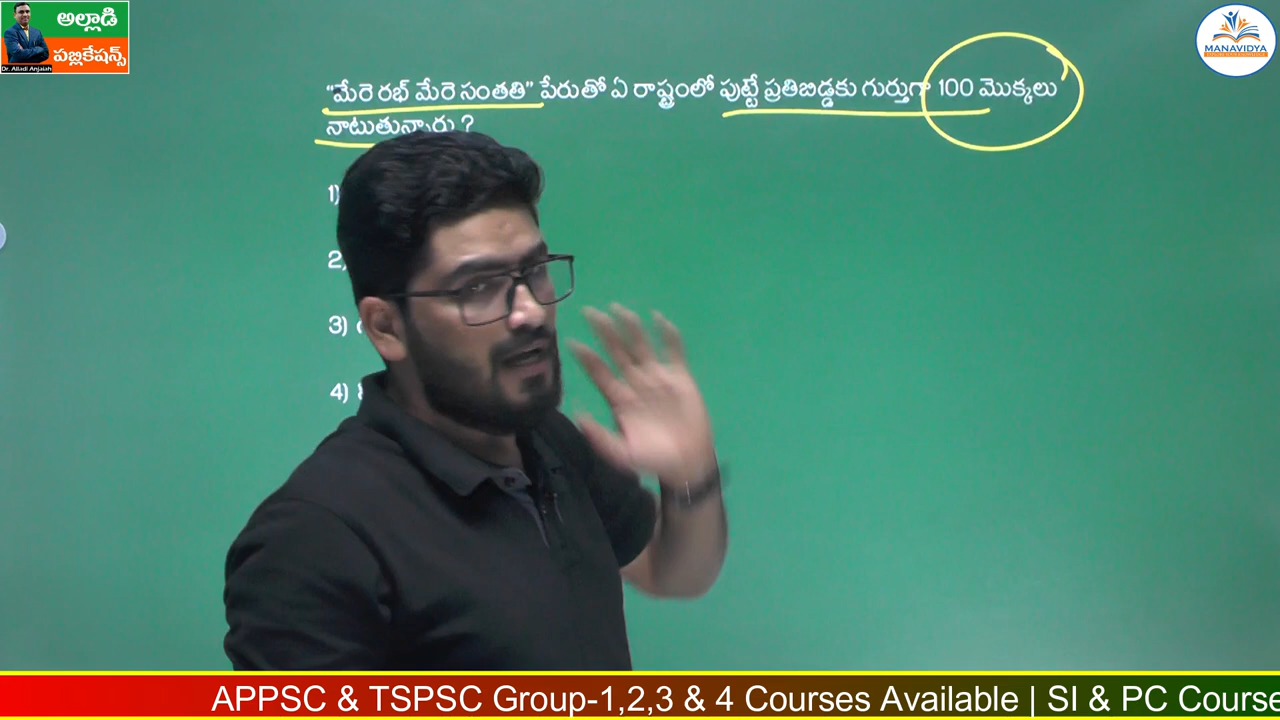 అల్లాడి
పబ్లికేషన్స్
Dr. Alladi Anjaiah
MANAVIDYA
"మేరె రఖ్ మేరె సంతతి" పేరుతో ఏ రాష్ట్రంలో పుట్టే ప్రతిబిడ్డకు గుర్తుగా 100 మొక్కలు
నాటుతున్నారు ?
1)
2)
3)
4)
APPSC & TSPSC Group-1,2,3 & 4 Courses Available | SI & PC Course